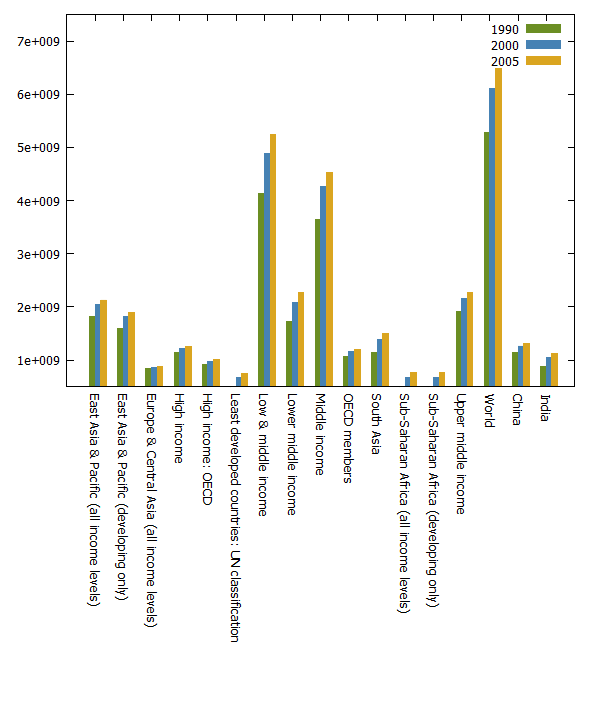 7e+009
6e+009
5e+009
4e+009
3e+009
2e+009
1e+009
1990
2000
2005
East Asia & Pacific (all income levels)
East Asia & Pacific (developing only)
Europe & Central Asia (all income levels)
High income
High income: OECD
Least developed countries: UN classification
Low & middle income
Lower middle income
Middle income
OECD members
South Asia
Sub-Saharan Africa (all income levels)
Sub-Saharan Africa (developing only)
Upper middle income
World
China
India